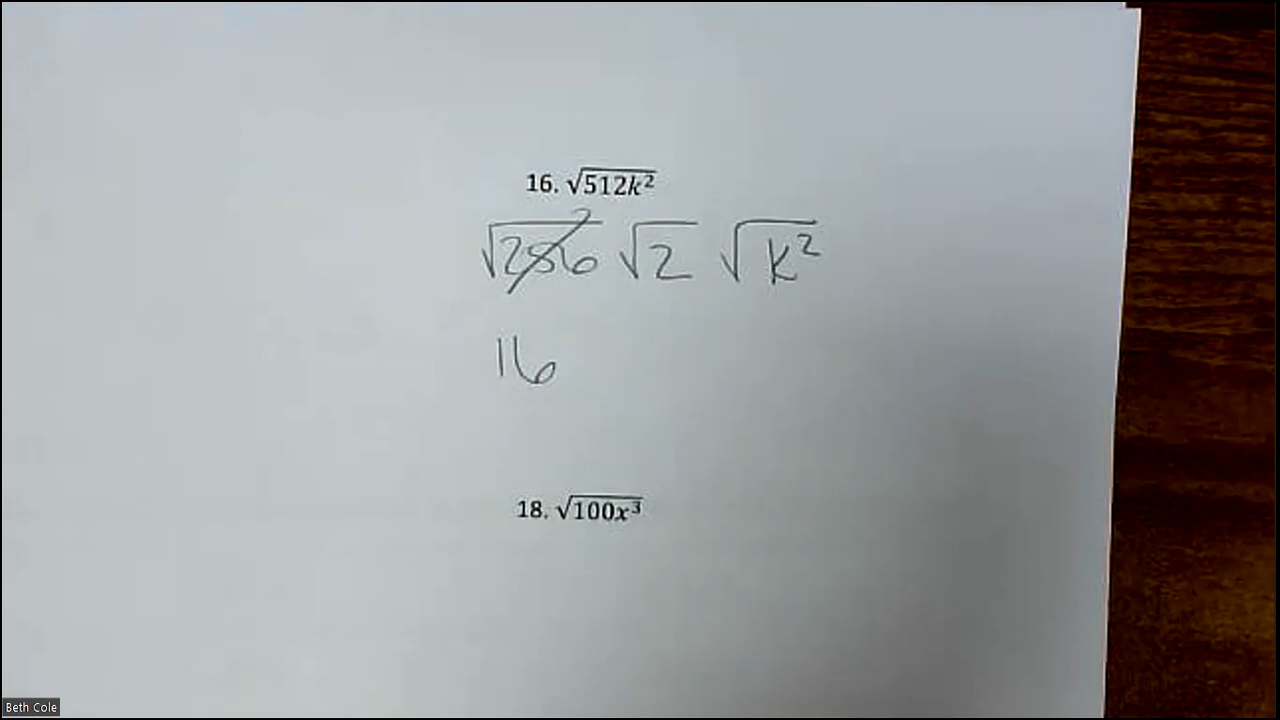 16. √512k²
√256 √2 √k²
16
18. √100x³
Beth Cole